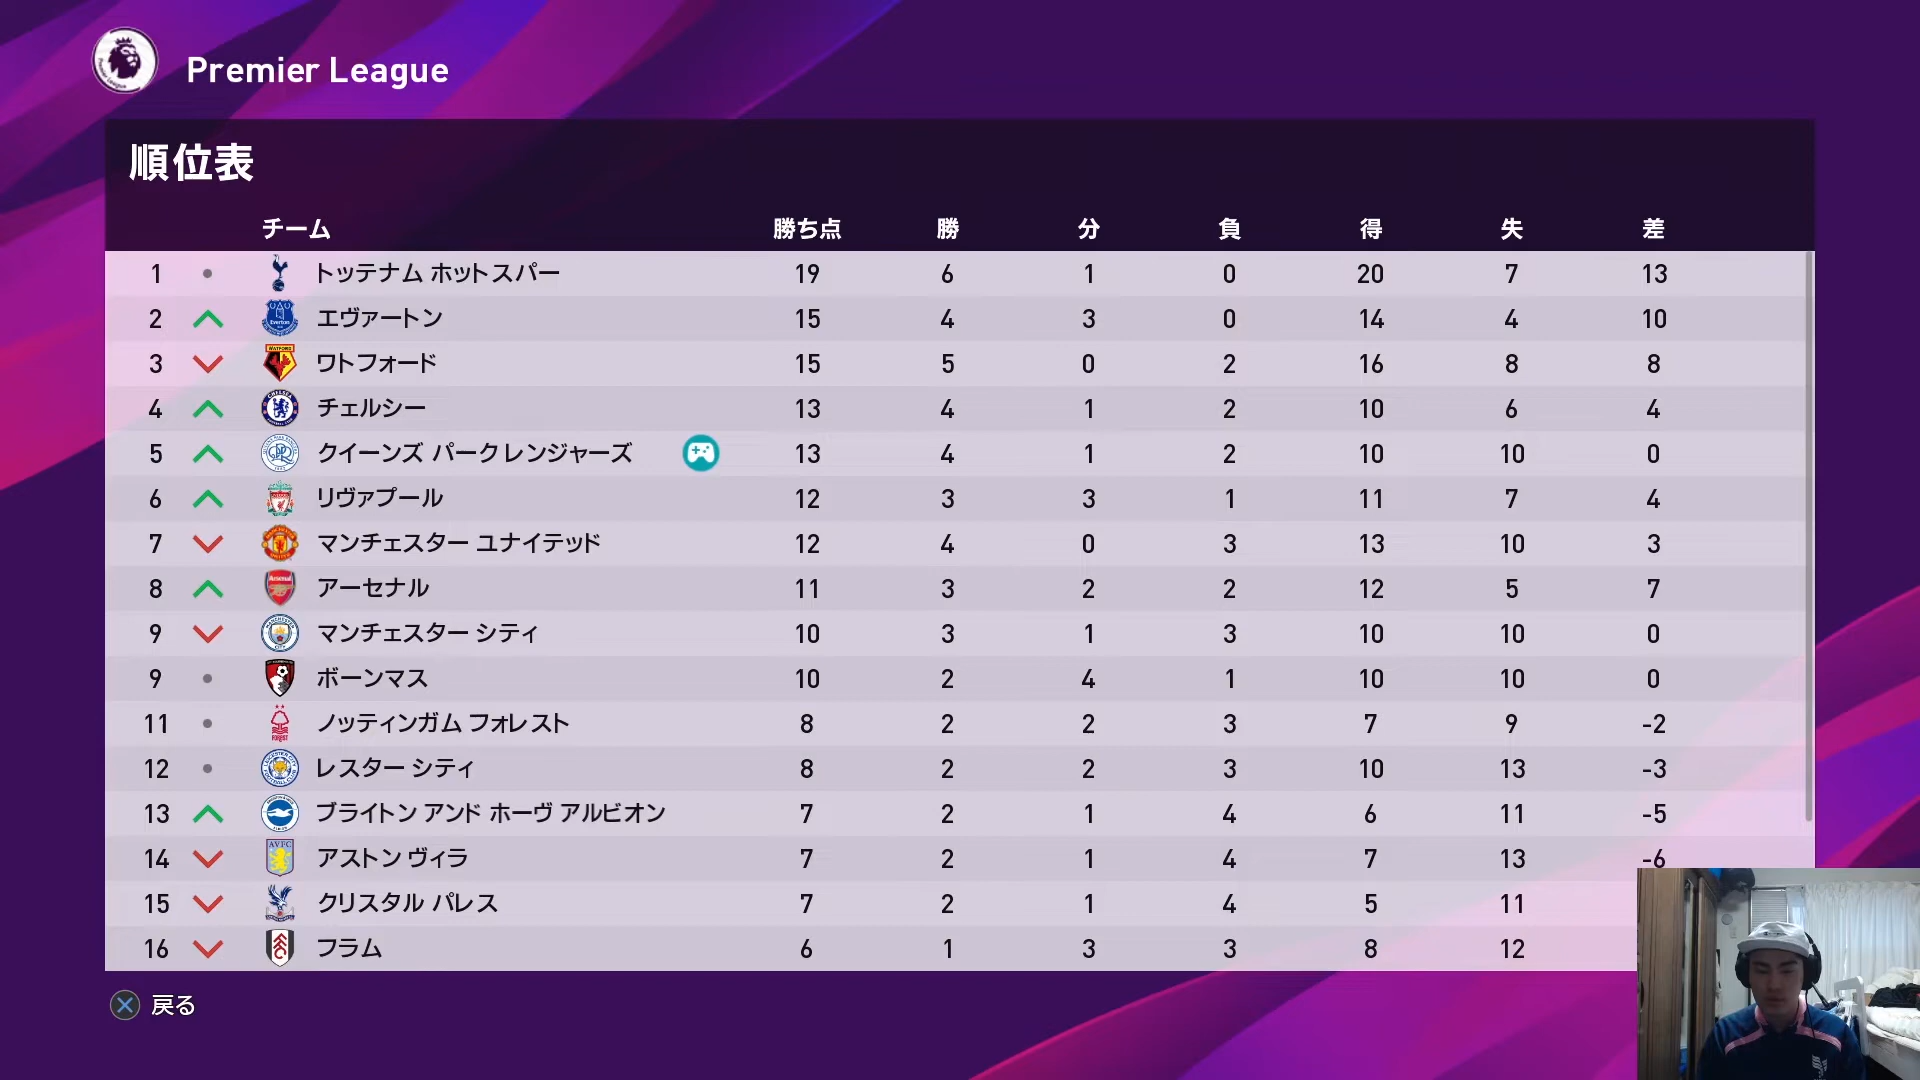 Premier League
順位表
チーム 勝ち点 勝 分 負 得 失 差
1 トッテナム ホットスパー 19 6 1 0 20 7 13
2 エヴァートン 15 4 3 0 14 4 10
3 ワトフォード 15 5 0 2 16 8 8
4 チェルシー 13 4 1 2 10 6 4
5 クイーンズ パーク レンジャーズ 13 4 1 2 10 10 0
6 リヴァプール 12 3 3 1 11 7 4
7 マンチェスター ユナイテッド 12 4 0 3 13 10 3
8 アーセナル 11 3 2 2 12 5 7
9 マンチェスター シティ 10 3 1 3 10 10 0
9 ボーンマス 10 2 4 1 10 10 0
11 ノッティンガム フォレスト 8 2 2 3 7 9 -2
12 レスター シティ 8 2 2 3 10 13 -3
13 ブライトン アンド ホーヴ アルビオン 7 2 1 4 6 11 -5
14 アストン ヴィラ 7 2 1 4 7 13 -6
15 クリスタル パレス 7 2 1 4 5 11
16 フラム 6 1 3 3 8 12
戻る